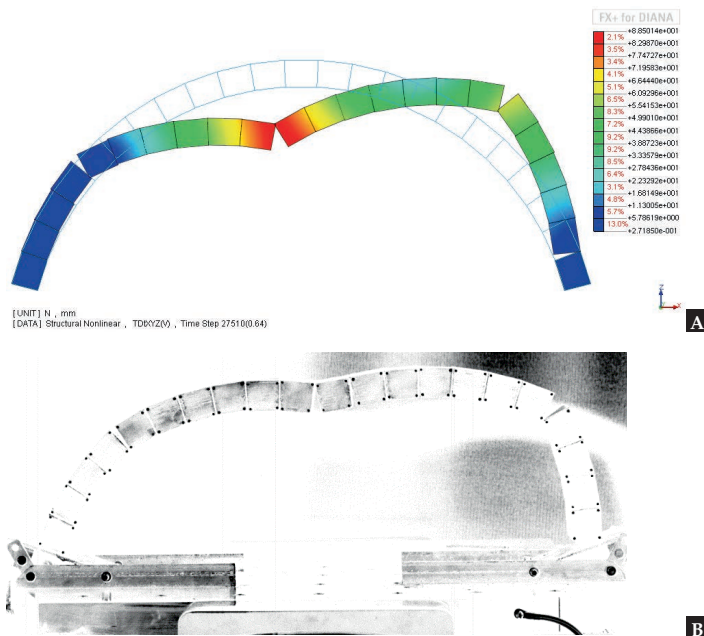 FX+ for DIANA
+8.85014e+001
2.1%
+8.29870e+001
3.5%
+7.74727e+001
3.4%
+7.19583e+001
4.1%
+6.64440e+001
5.1%
+6.09296e+001
6.5%
+5.54153e+001
8.3%
+4.99010e+001
7.2%
+4.43866e+001
9.2%
+3.88723e+001
9.2%
+3.33579e+001
8.5%
+2.78436e+001
6.4%
+2.23292e+001
3.1%
+1.68149e+001
4.8%
+1.13005e+001
5.7%
+5.78619e+000
13.0%
+2.71850e-001
Z
X
[UNIT] N , mm
[DATA] Structural Nonlinear , TDtXYZ(V) , Time Step 27510(0.64)
A
B